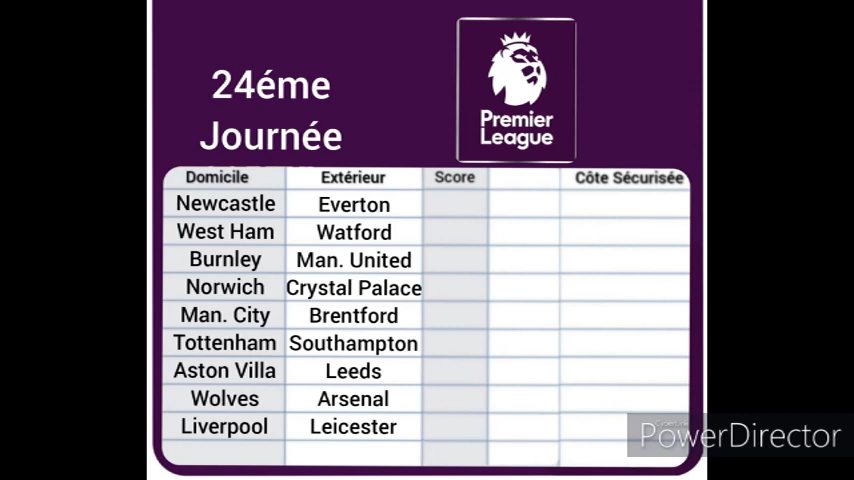 24éme
Journée
Premier
League
Domicile Extérieur Score Côte Sécurisée
Newcastle Everton
West Ham Watford
Burnley Man. United
Norwich Crystal Palace
Man. City Brentford
Tottenham Southampton
Aston Villa Leeds
Wolves Arsenal
Liverpool Leicester
CyberLink
PowerDirector